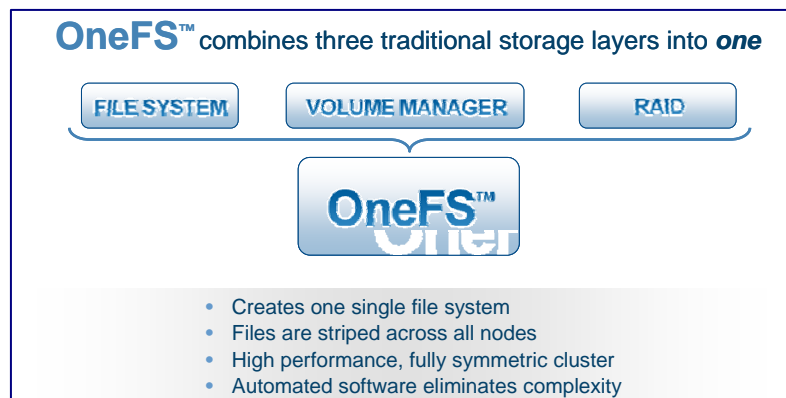 OneFS™ combines three traditional storage layers into one
FILE SYSTEM VOLUME MANAGER RAID
OneFS™
• Creates one single file system
• Files are striped across all nodes
• High performance, fully symmetric cluster
• Automated software eliminates complexity